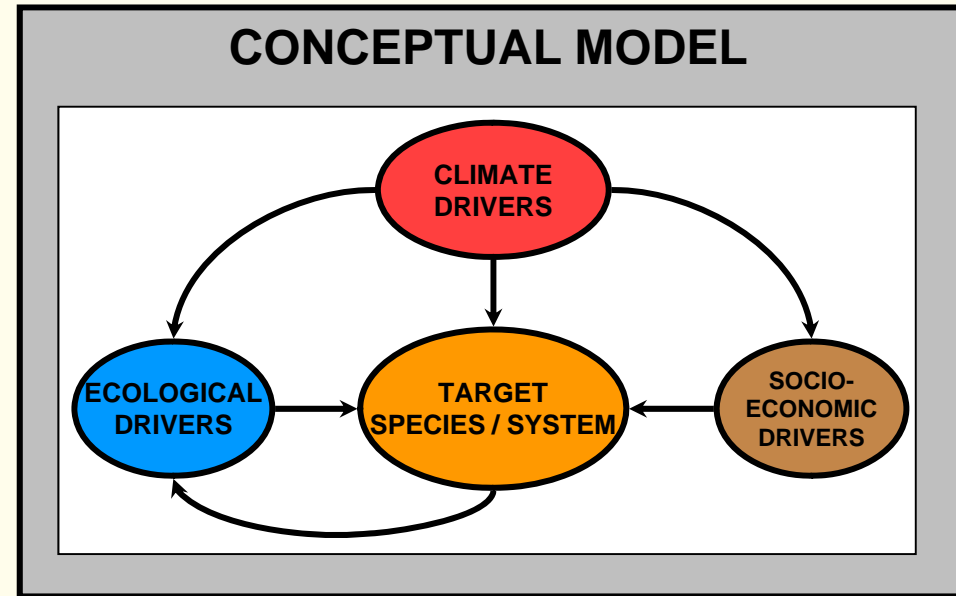 CONCEPTUAL MODEL
CLIMATE
DRIVERS
ECOLOGICAL
DRIVERS
TARGET
SPECIES / SYSTEM
SOCIO-
ECONOMIC
DRIVERS